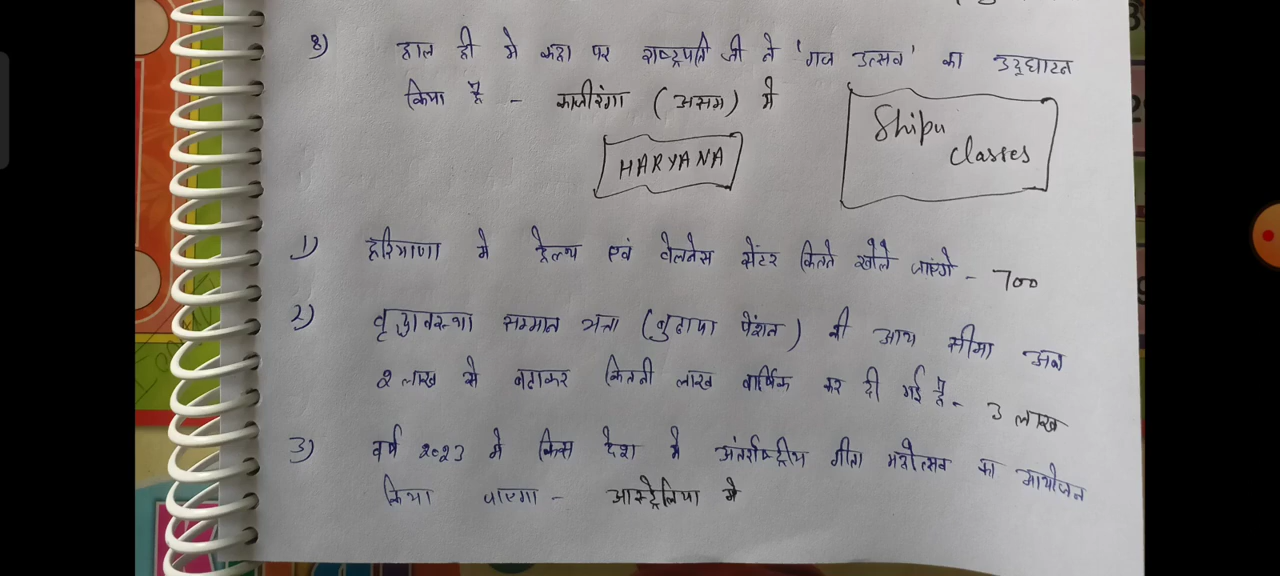 8) हाल ही मे कहा पर राष्ट्रपति जी ने 'गज उत्सव' का उद्घाटन
किया है - काजीरंगा (असम) मे
Shipu
classes
HARYANA
1) हरियाणा मे हेल्थ एवं वेलनेस सेंटर कितने खोले जाएंगे - 700
2) वृद्धावस्था सम्मान भत्ता (बुढापा पेंशन) की आय सीमा अब
2 लाख से बढाकर कितनी लाख वार्षिक कर दी गई है - 3 लाख
3) वर्ष 2023 मे किस देश मे अंतर्राष्ट्रीय गीता महोत्सव का आयोजन
किया जाएगा - आस्ट्रेलिया मे